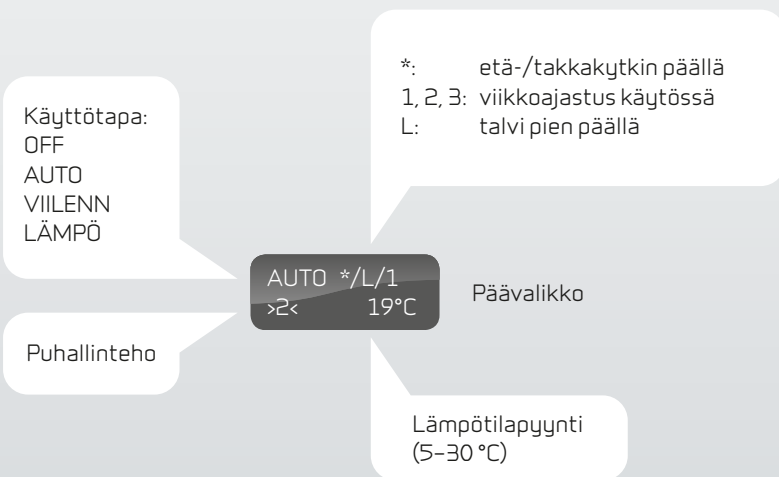 *: etä-/takkakytkin päällä
1, 2, 3: viikkoajastus käytössä
L: talvi pien päällä
Käyttötapa:
OFF
AUTO
VIILENN
LÄMPÖ
AUTO */L/1
>2< 19°C
Päävalikko
Puhallinteho
Lämpötilapyynti
(5–30 °C)